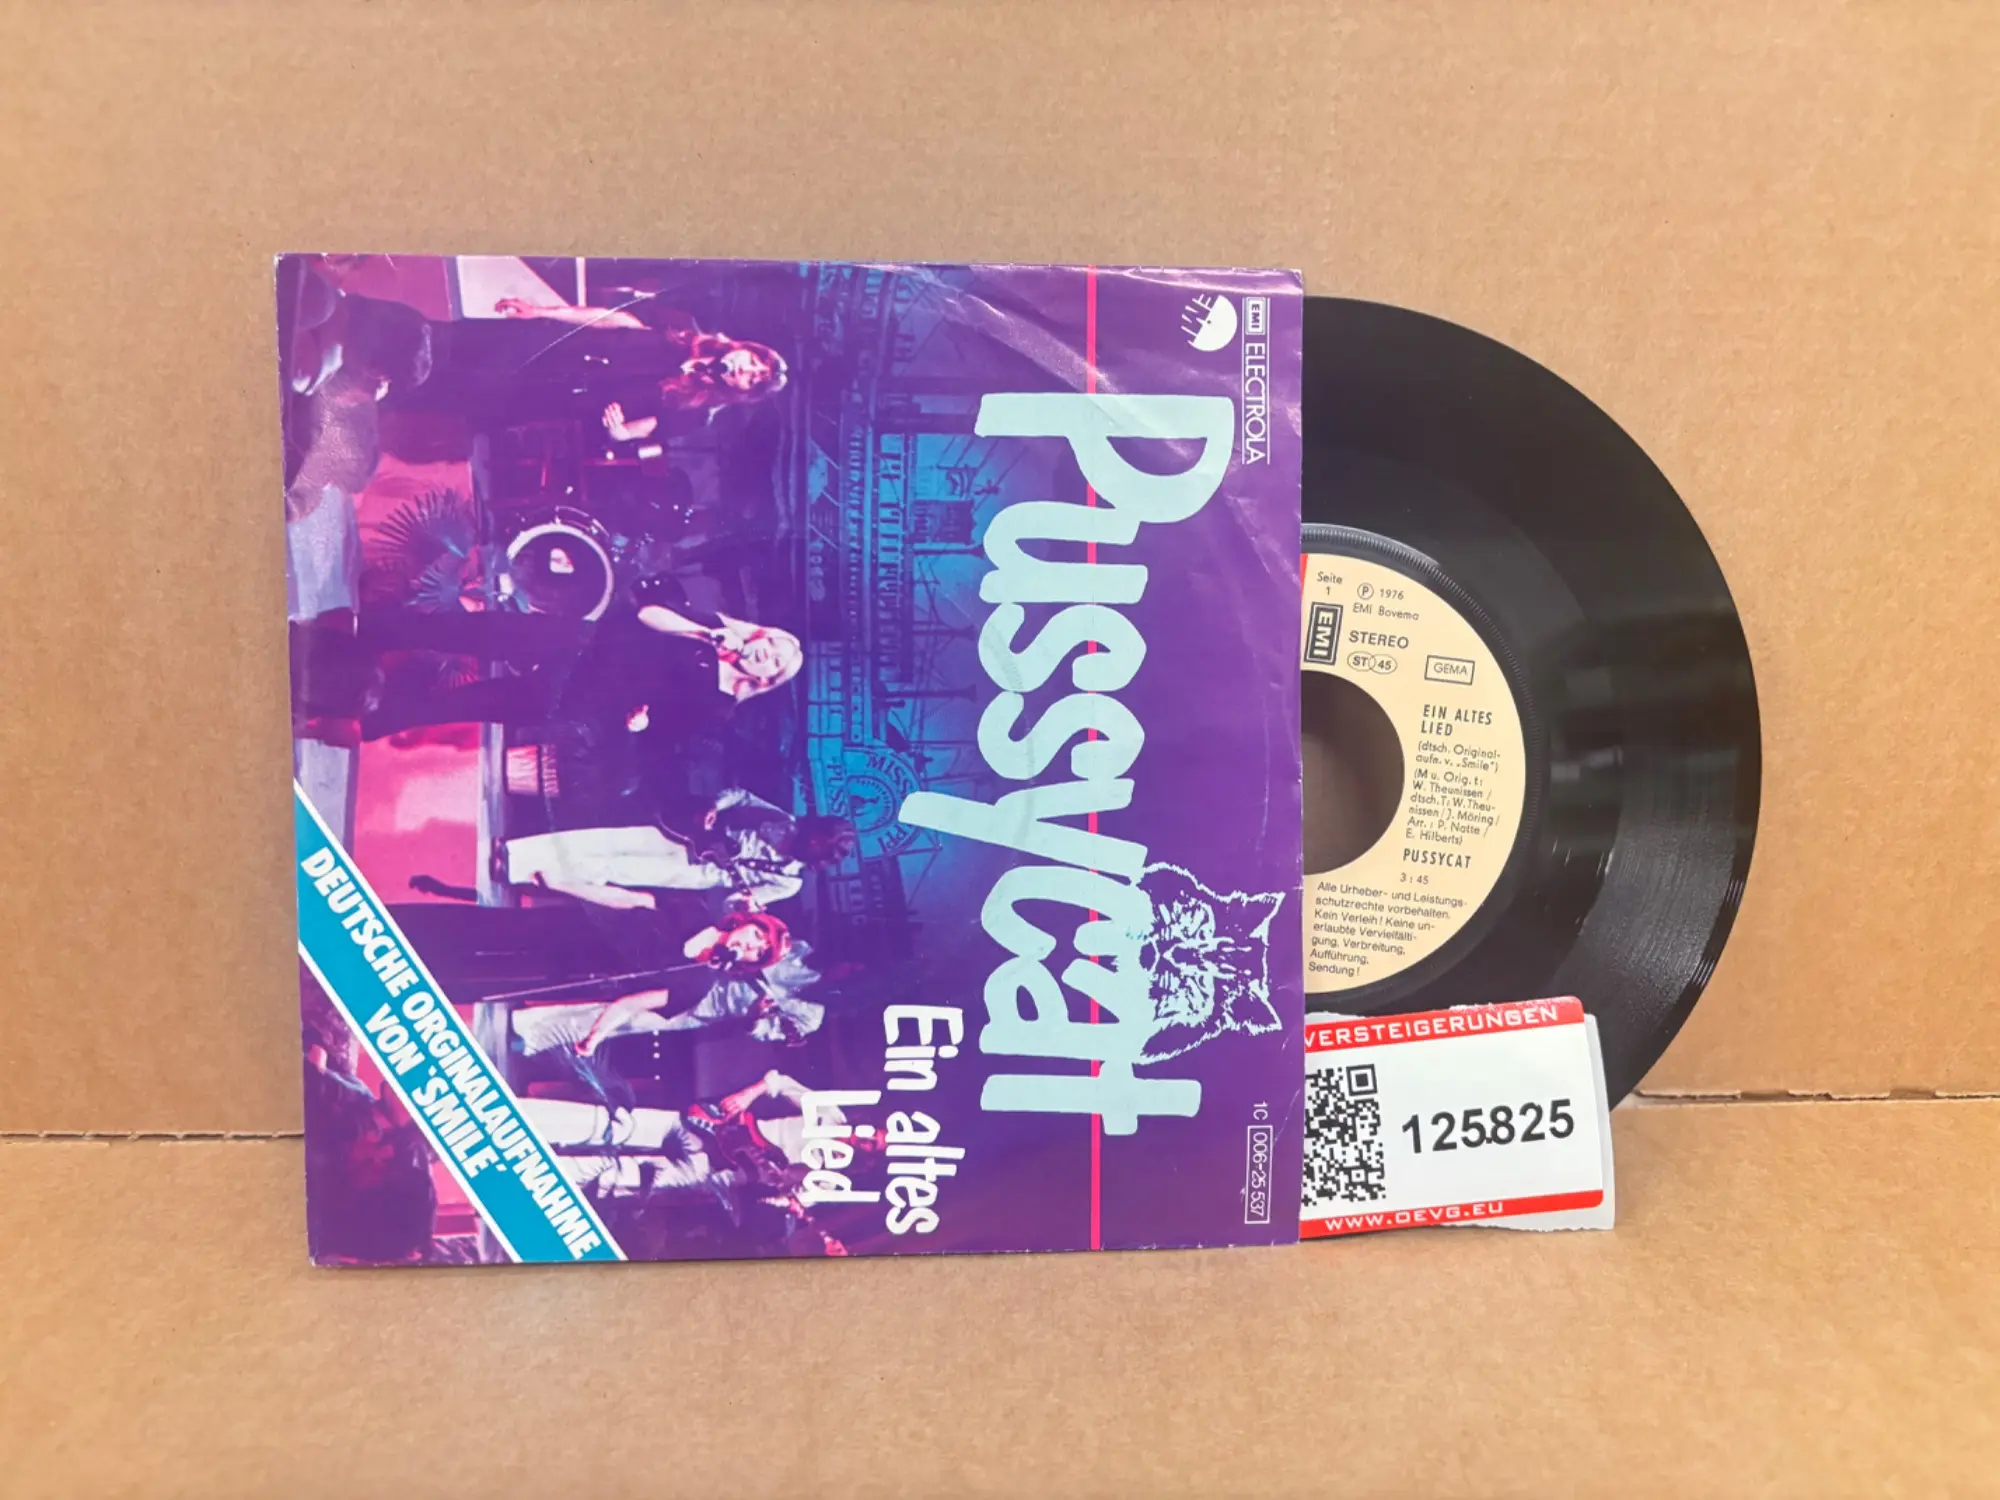 EMI ELECTROLA
EMI
Pussycat
Ein altes
Lied
1C 006-25 537
DEUTSCHE ORGINALAUFNAHME
VON 'SMILE'
MISSISSIPPI
Seite
1
℗ 1976
EMI Bovema
EMI
STEREO
ST 45
GEMA
EIN ALTES
LIED
(dtsch. Original-
aufn. v. „Smile")
(M u. Orig.t:
W. Theunissen /
dtsch.T: W.Theu-
nissen / J. Möring/
Arr.: P. Natte /
E. Hilberts)
PUSSYCAT
3:45
Alle Urheber- und Leistungs-
schutzrechte vorbehalten.
Kein Verleih! Keine un-
erlaubte Vervielfälti-
gung, Verbreitung,
Aufführung,
Sendung!
VERSTEIGERUNGEN
125825
WWW.OEVG.EU